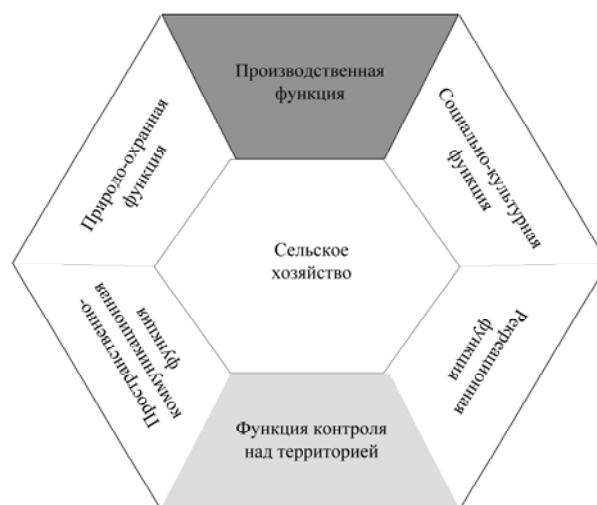 Производственная
функция
Природо-охранная
функция
Социально-культурная
функция
Сельское
хозяйство
Пространственно-
коммуникационная
функция
Рекреационная
функция
Функция контроля
над территорией